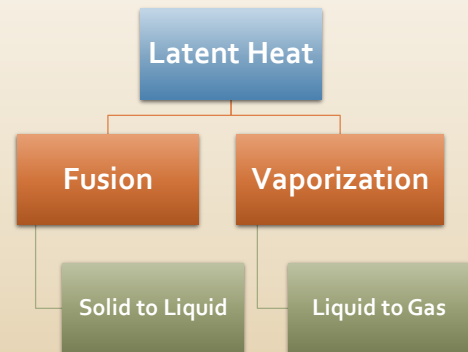 Latent Heat
Fusion
Vaporization
Solid to Liquid
Liquid to Gas